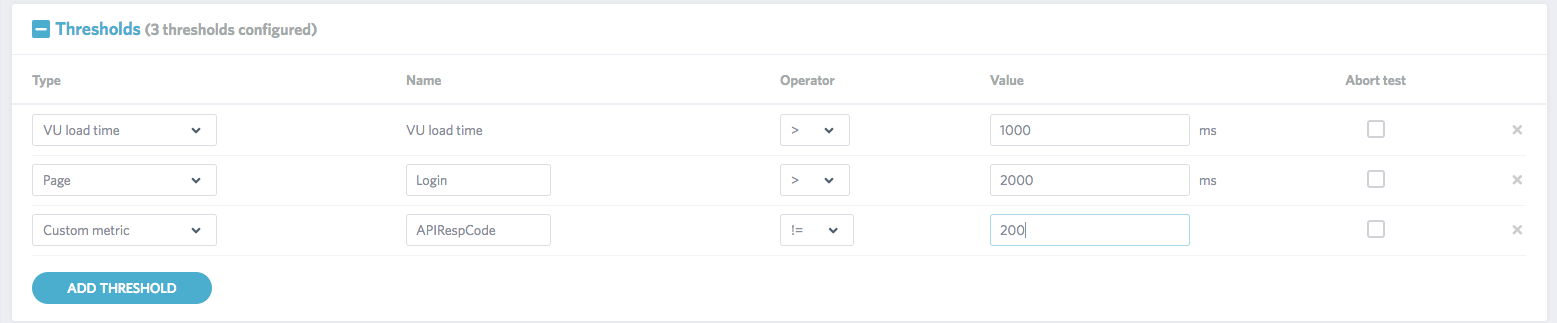 Thresholds (3 thresholds configured)
Type Name Operator Value Abort test
VU load time VU load time > 1000 ms
Page Login > 2000 ms
Custom metric APIRespCode != 200
ADD THRESHOLD